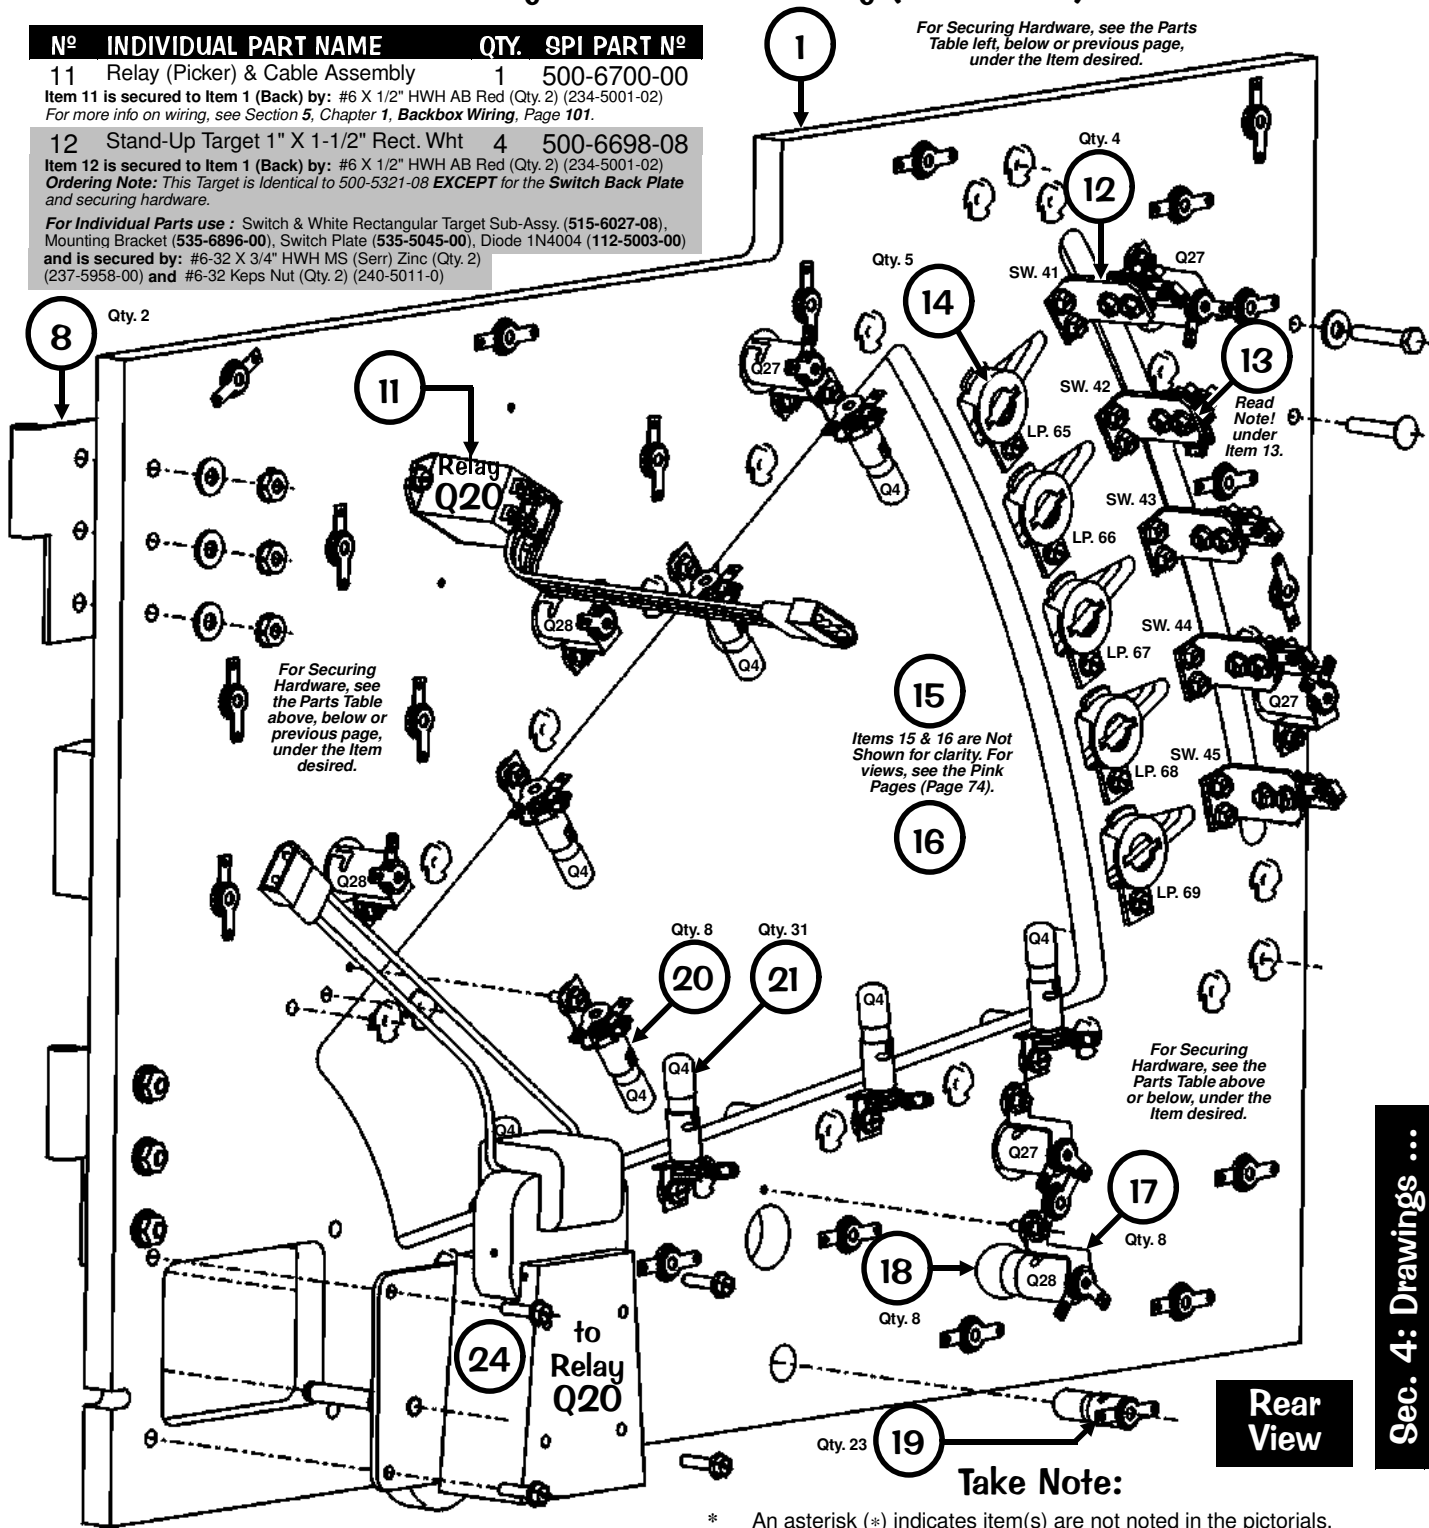 Nº INDIVIDUAL PART NAME QTY. SPI PART Nº
11 Relay (Picker) & Cable Assembly 1 500-6700-00
Item 11 is secured to Item 1 (Back) by: #6 X 1/2" HWH AB Red (Qty. 2) (234-5001-02)
For more info on wiring, see Section 5, Chapter 1, Backbox Wiring, Page 101.
12 Stand-Up Target 1" X 1-1/2" Rect. Wht 4 500-6698-08
Item 12 is secured to Item 1 (Back) by: #6 X 1/2" HWH AB Red (Qty. 2) (234-5001-02)
Ordering Note: This Target is Identical to 500-5321-08 EXCEPT for the Switch Back Plate
and securing hardware.
For Individual Parts use : Switch & White Rectangular Target Sub-Assy. (515-6027-08),
Mounting Bracket (535-6896-00), Switch Plate (535-5045-00), Diode 1N4004 (112-5003-00)
and is secured by: #6-32 X 3/4" HWH MS (Serr) Zinc (Qty. 2)
(237-5958-00) and #6-32 Keps Nut (Qty. 2) (240-5011-0)
1
For Securing Hardware, see the Parts
Table left, below or previous page,
under the Item desired.
Qty. 4
12
Q27
SW. 41
Qty. 5
14
8
Qty. 2
11
Q27
13
SW. 42
Read
Note!
under
Item 13.
LP. 65
Relay
Q20
Q4
SW. 43
LP. 66
Q28
Q4
SW. 44
LP. 67
For Securing
Hardware, see
the Parts Table
above, below or
previous page,
under the Item
desired.
15
Q27
Items 15 & 16 are Not
Shown for clarity. For
views, see the Pink
Pages (Page 74).
SW. 45
LP. 68
16
Q4
Q28
LP. 69
Qty. 8
20
Qty. 31
21
Q4
Q4
Q4
Q4
Q4
For Securing
Hardware, see the
Parts Table above
or below, under the
Item desired.
Q4
Q27
17
Qty. 8
18
Q28
Qty. 8
24
to
Relay
Q20
Qty. 23
19
Rear
View
Sec. 4: Drawings ...
Take Note:
* An asterisk (*) indicates item(s) are not noted in the pictorials.